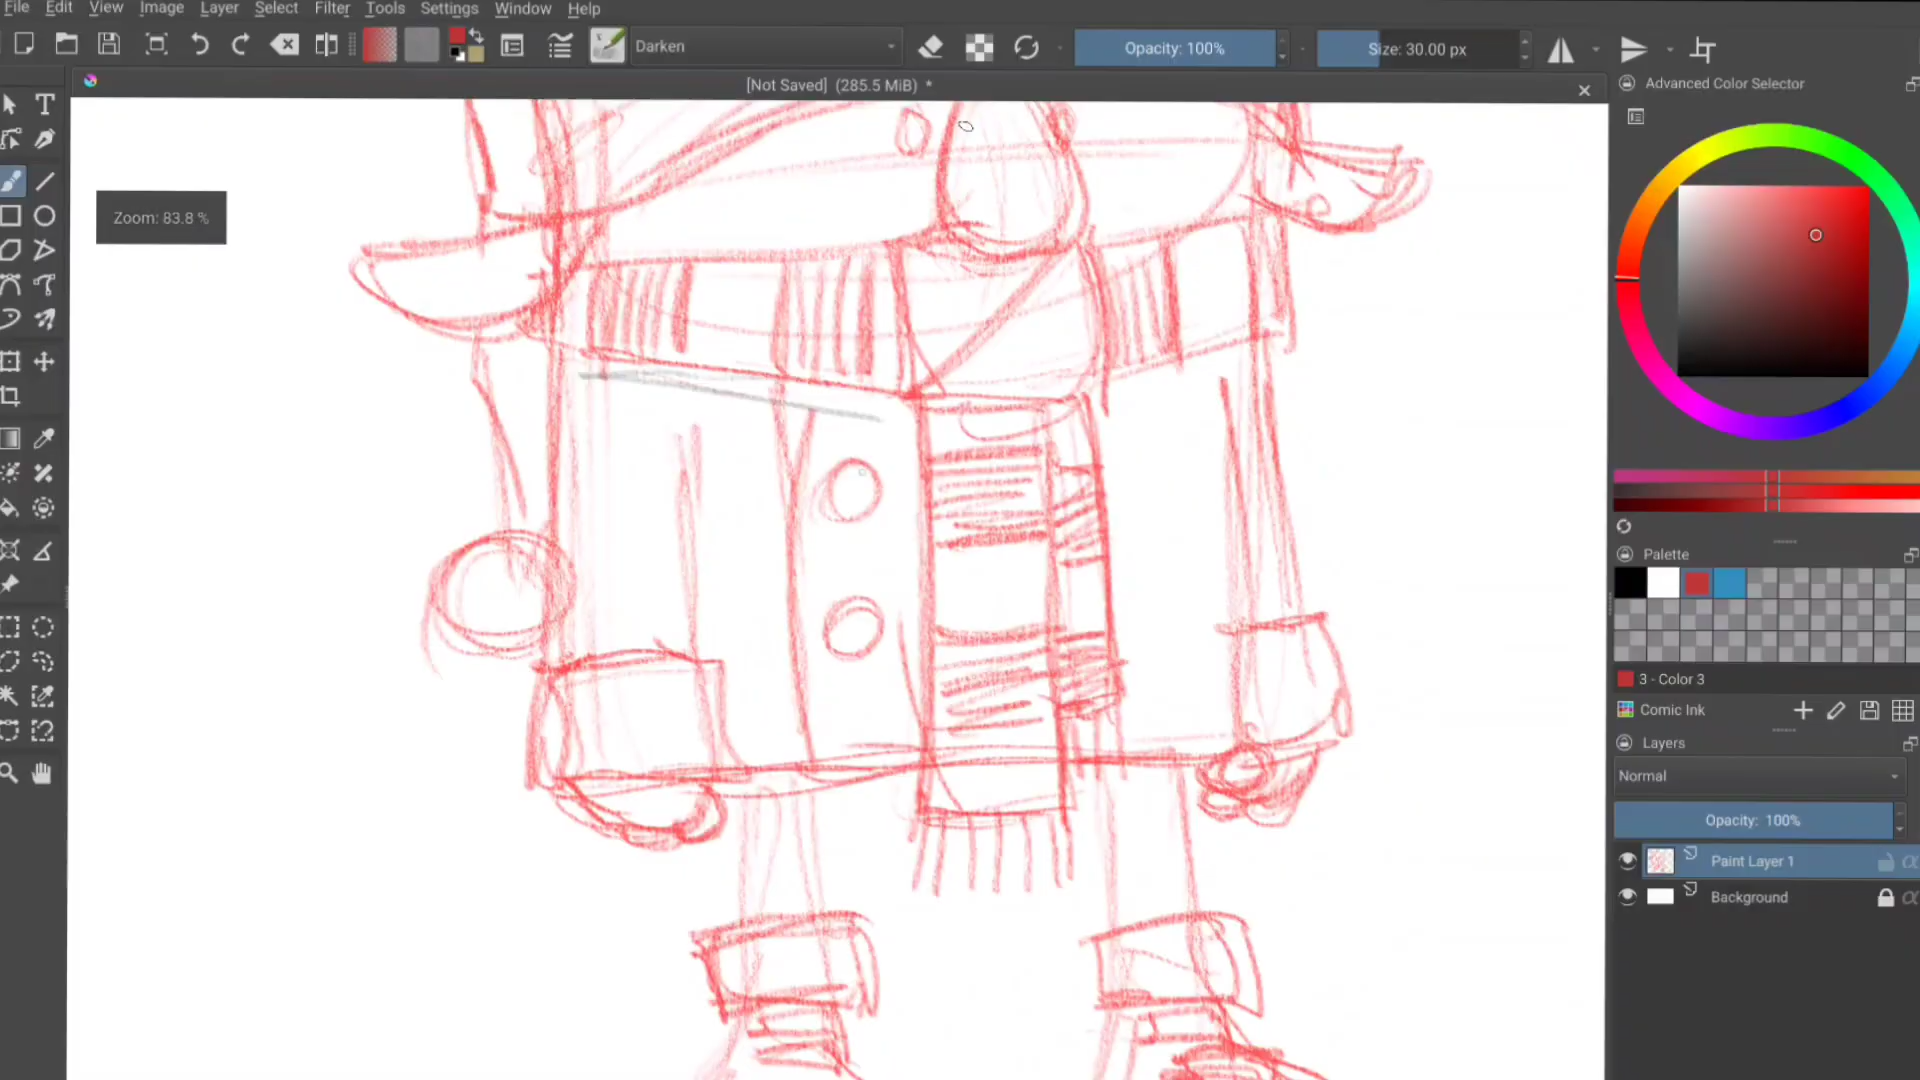 File Edit View Image Layer Select Filter Tools Settings Window Help
Darken
Opacity: 100%
Size: 30.00 px
[Not Saved] (285.5 MiB) *
Advanced Color Selector
Zoom: 83.8 %
Palette
3 - Color 3
Comic Ink
Layers
Normal
Opacity: 100%
Paint Layer 1
Background